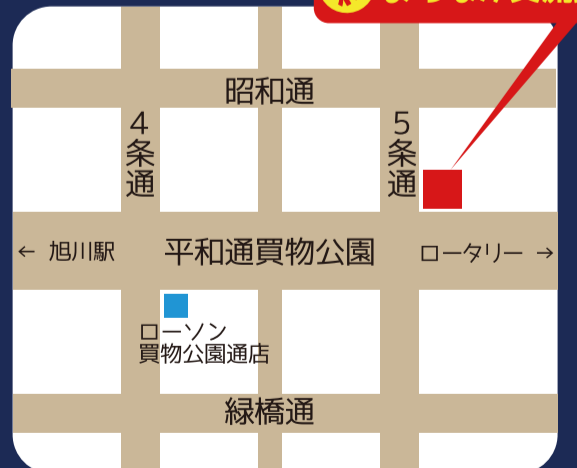 昭和通
4条通
5条通
← 旭川駅
平和通買物公園
ロータリー →
ローソン
買物公園通店
緑橋通